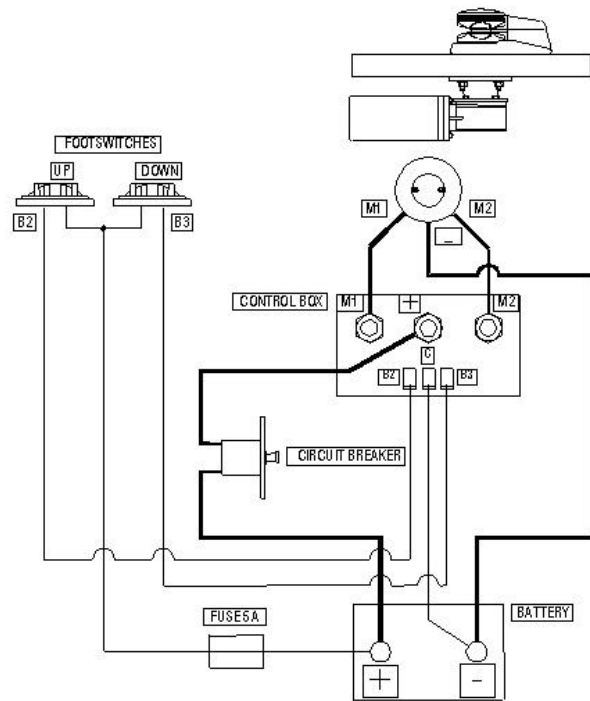 FOOTSWITCHES
UP DOWN
B2 B3
M1 M2
-
CONTROL BOX M1 + M2
C
B2 B3
CIRCUIT BREAKER
FUSE5A
BATTERY
+ -